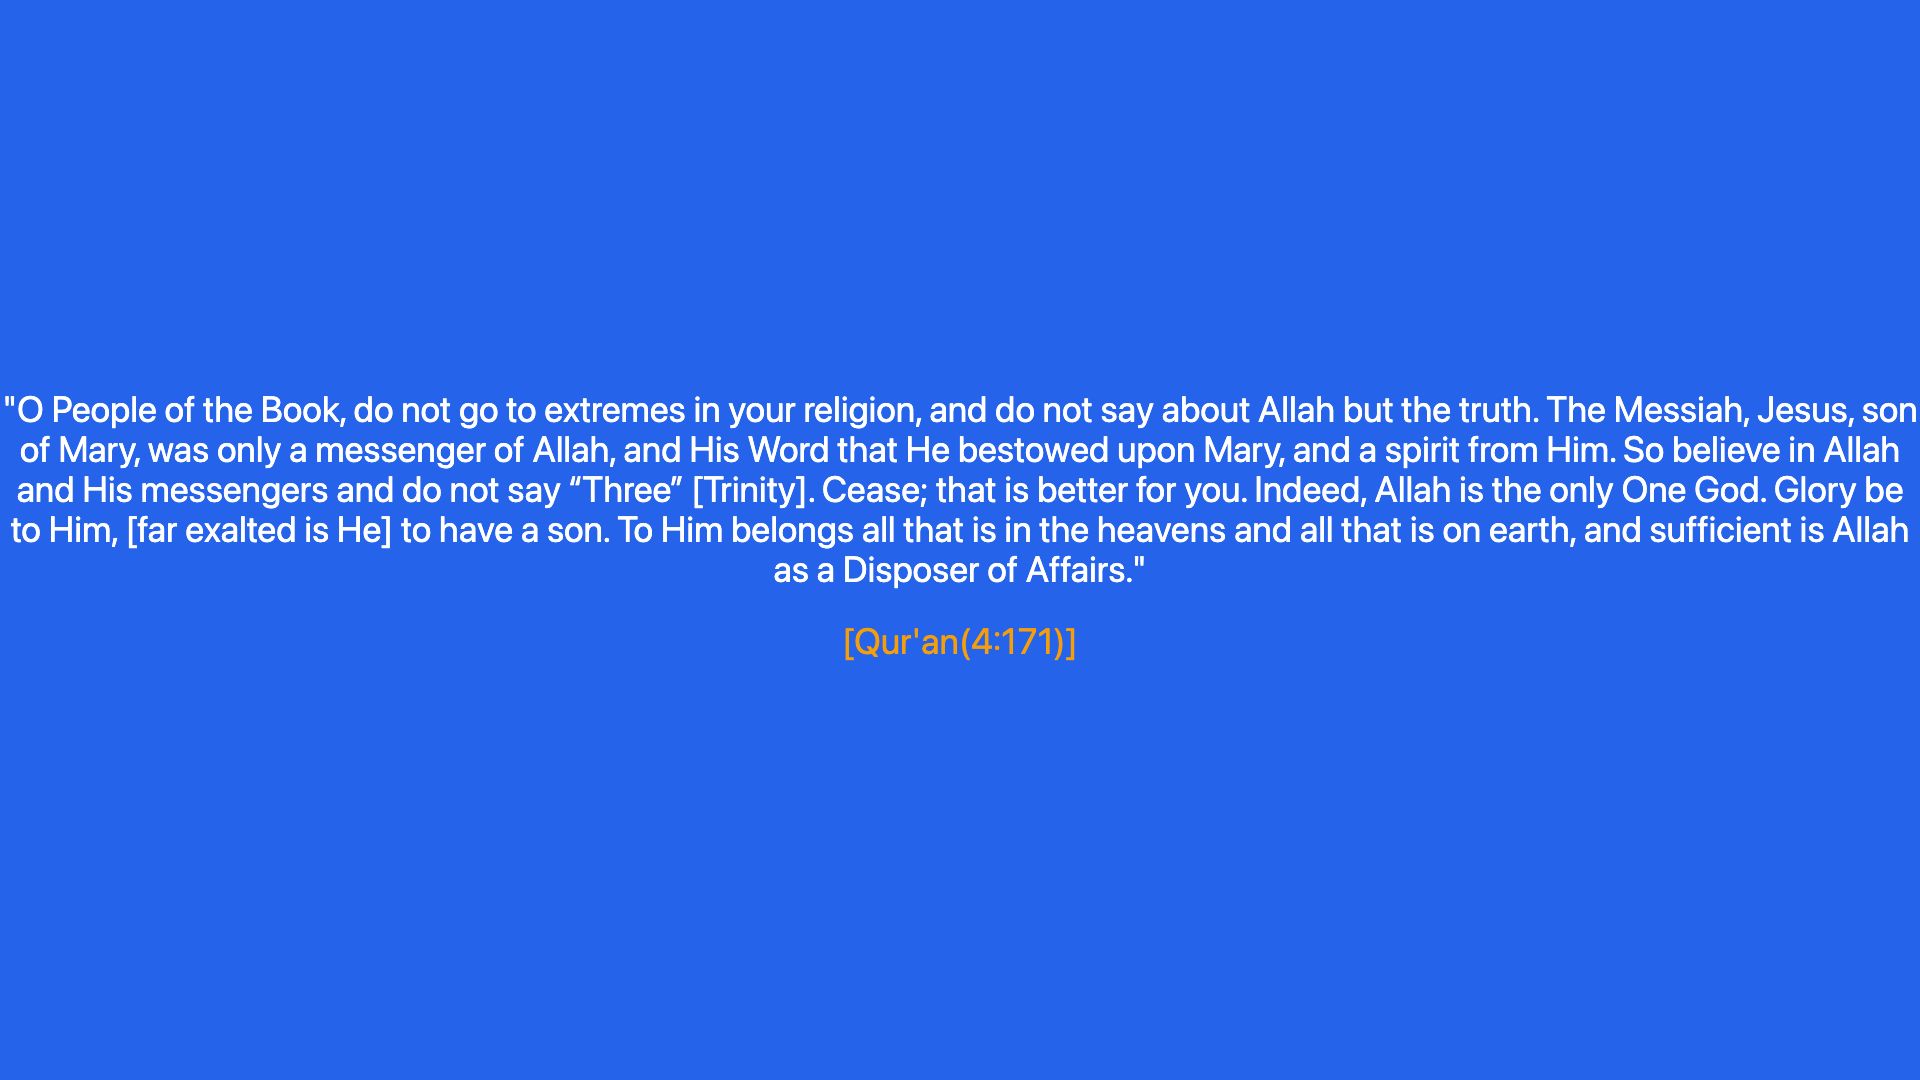 "O People of the Book, do not go to extremes in your religion, and do not say about Allah but the truth. The Messiah, Jesus, son
of Mary, was only a messenger of Allah, and His Word that He bestowed upon Mary, and a spirit from Him. So believe in Allah
and His messengers and do not say “Three” [Trinity]. Cease; that is better for you. Indeed, Allah is the only One God. Glory be
to Him, [far exalted is He] to have a son. To Him belongs all that is in the heavens and all that is on earth, and sufficient is Allah
as a Disposer of Affairs."
[Qur'an(4:171)]